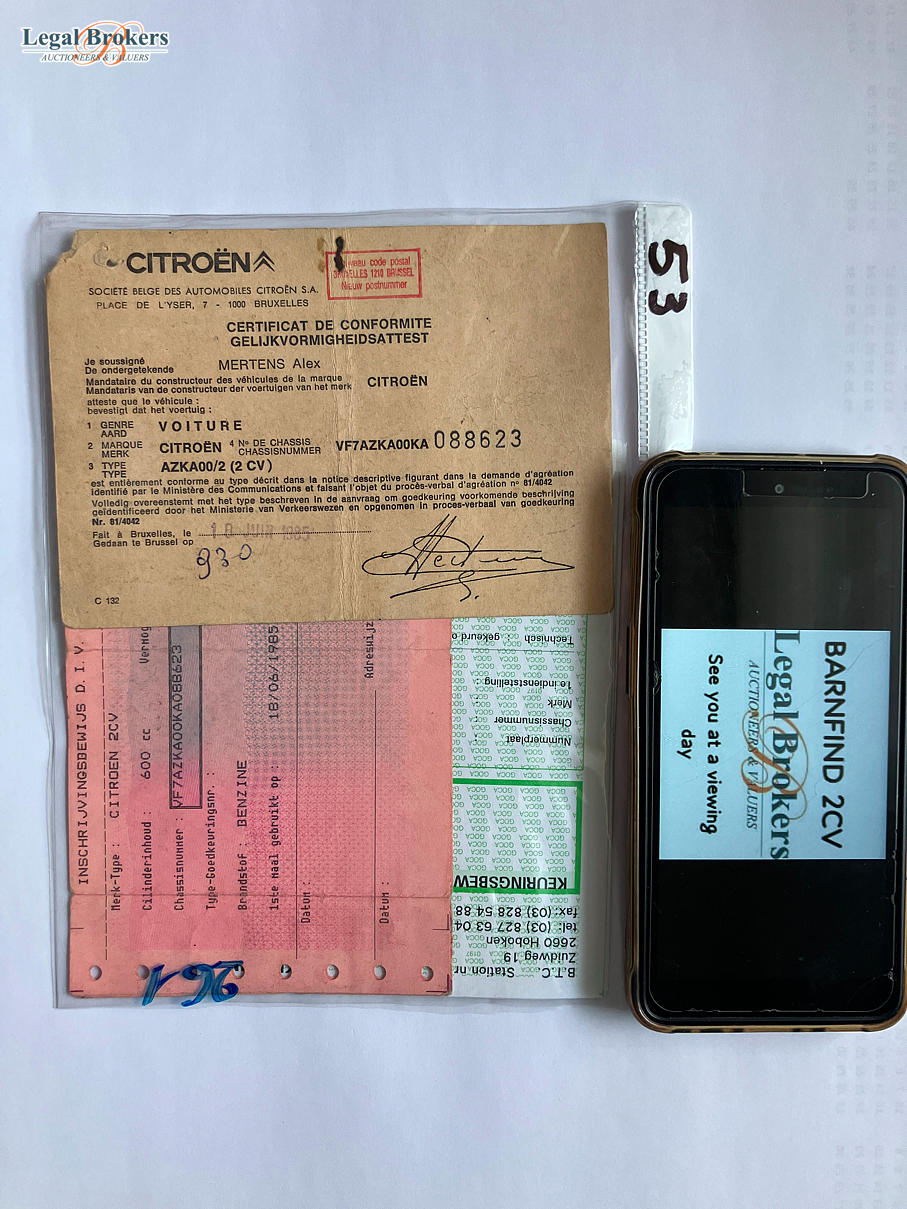 Legal Brokers
AUCTIONEERS & VALUERS
53
CITROËN
SOCIÉTÉ BELGE DES AUTOMOBILES CITROËN S.A.
PLACE DE L'YSER, 7 - 1000 BRUXELLES
code postal
1210 BRUSSEL
Nieuw postnummer
CERTIFICAT DE CONFORMITE
GELIJKVORMIGHEIDSATTEST
Je soussigné
De ondergetekende
MERTENS Alex
Mandataire du constructeur des véhicules de la marque
Mandataris van de constructeur der voertuigen van het merk
CITROËN
atteste que le véhicule :
bevestigt dat het voertuig :
1 GENRE
AARD
VOITURE
2 MARQUE
MERK
CITROËN
4 Nº DE CHASSIS
CHASSISNUMMER
VF7AZKA00KA 088623
3 TYPE
TYPE
AZKA00/2 (2 CV)
est entièrement conforme au type décrit dans la notice descriptive figurant dans la demande d'agréation
identifié par le Ministère des Communications et faisant l'objet du procès-verbal d'agréation nº 81/4042
Volledig overeenstemt met het type beschreven in de aanvraag om goedkeuring voorkomende beschrijving
geïdentificeerd door het Ministerie van Verkeerswezen en opgenomen in proces-verbaal van goedkeuring
Nr. 81/4042
Fait à Bruxelles, le
Gedaan te Brussel op
1985
930
C 132
INSCHRIJVINGSBEWIJS D.I.V.
Merk-Type : CITROEN 2CV
Cilinderinhoud : 600 cc
Vermog
Chassisnummer : VF7AZKA00KA088623
Type-Goedkeuringsnr. :
Brandstof : BENZINE
1ste maal gebruikt op : 18/06/1985
Datum :
Adreswijz
Datum :
261
B.T.C. Station nr
Zuidweg 19
2660 Hoboken
tel: (03) 827 63 04
fax: (03) 828 54 88
KEURINGSBEW
Nummerplaat
Chassisnummer
Merk
1e indienststelling :
Technisch gekeurd o
BARNFIND 2CV
Legal Brokers
AUCTIONEERS & VALUERS
See you at a viewing
day